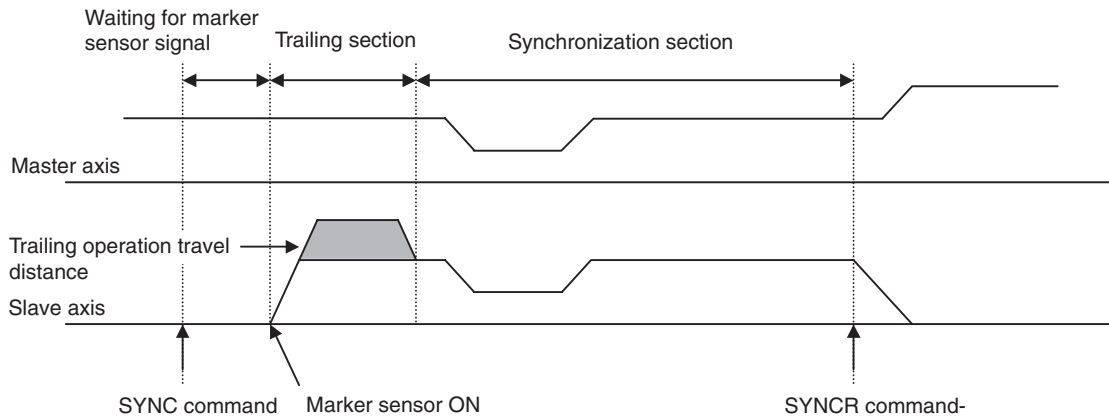 Waiting for marker
sensor signal
Trailing section
Synchronization section
Master axis
Trailing operation travel
distance
Slave axis
SYNC command
Marker sensor ON
SYNCR command-